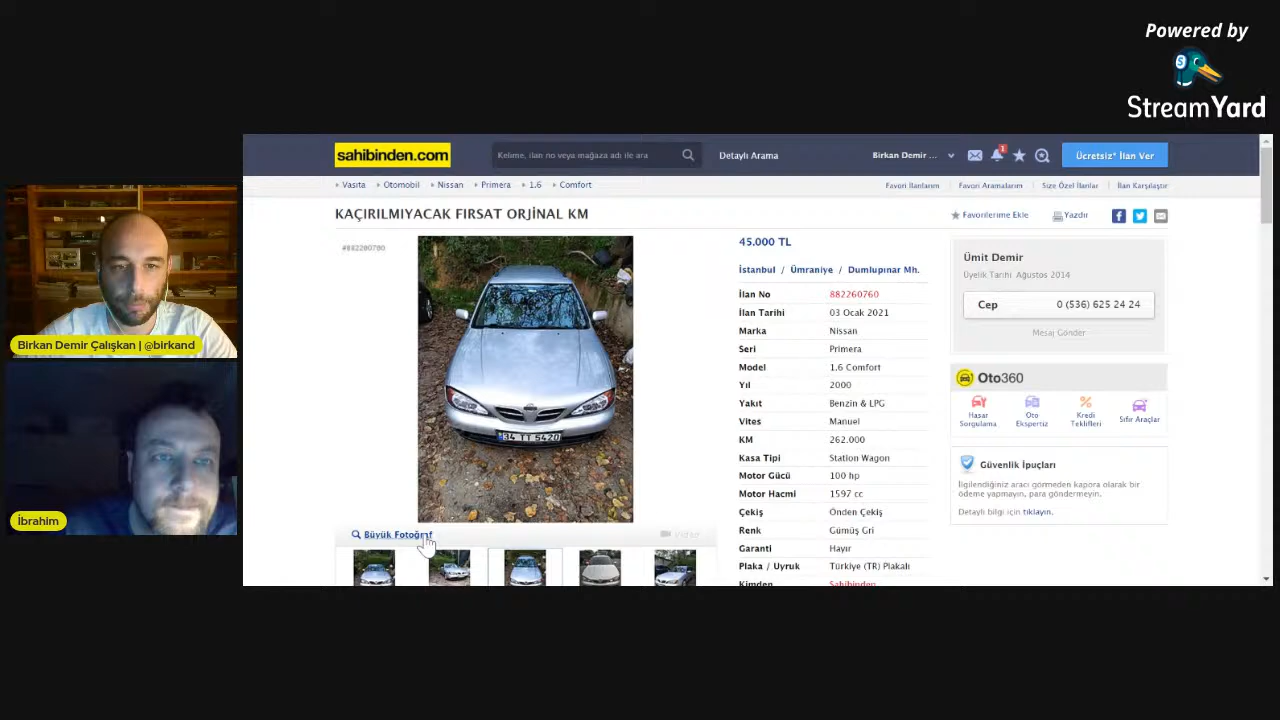 Powered by
StreamYard
sahibinden.com
Kelime, ilan no veya mağaza adı ile ara
Detaylı Arama
Birkan Demir ...
1
Ücretsiz* İlan Ver
Vasıta
Otomobil
Nissan
Primera
1.6
Comfort
Favori İlanlarım
Favori Aramalarım
Size Özel İlanlar
İlan Karşılaştır
KAÇIRILMIYACAK FIRSAT ORJİNAL KM
Favorilerime Ekle
Yazdır
#882260760
34 TT 5420
Büyük Fotoğraf
Video
45.000 TL
İstanbul / Ümraniye / Dumlupınar Mh.
İlan No 882260760
İlan Tarihi 03 Ocak 2021
Marka Nissan
Seri Primera
Model 1.6 Comfort
Yıl 2000
Yakıt Benzin & LPG
Vites Manuel
KM 262.000
Kasa Tipi Station Wagon
Motor Gücü 100 hp
Motor Hacmi 1597 cc
Çekiş Önden Çekiş
Renk Gümüş Gri
Garanti Hayır
Plaka / Uyruk Türkiye (TR) Plakalı
Kimden Sahibinden
Ümit Demir
Üyelik Tarihi Ağustos 2014
Cep 0 (536) 625 24 24
Mesaj Gönder
Oto360
Hasar Sorgulama
Oto Ekspertiz
Kredi Teklifleri
Sıfır Araçlar
Güvenlik İpuçları
İlgilendiğiniz aracı görmeden kapora olarak bir
ödeme yapmayın, para göndermeyin.
Detaylı bilgi için tıklayın.
Birkan Demir Çalışkan | @birkand
İbrahim